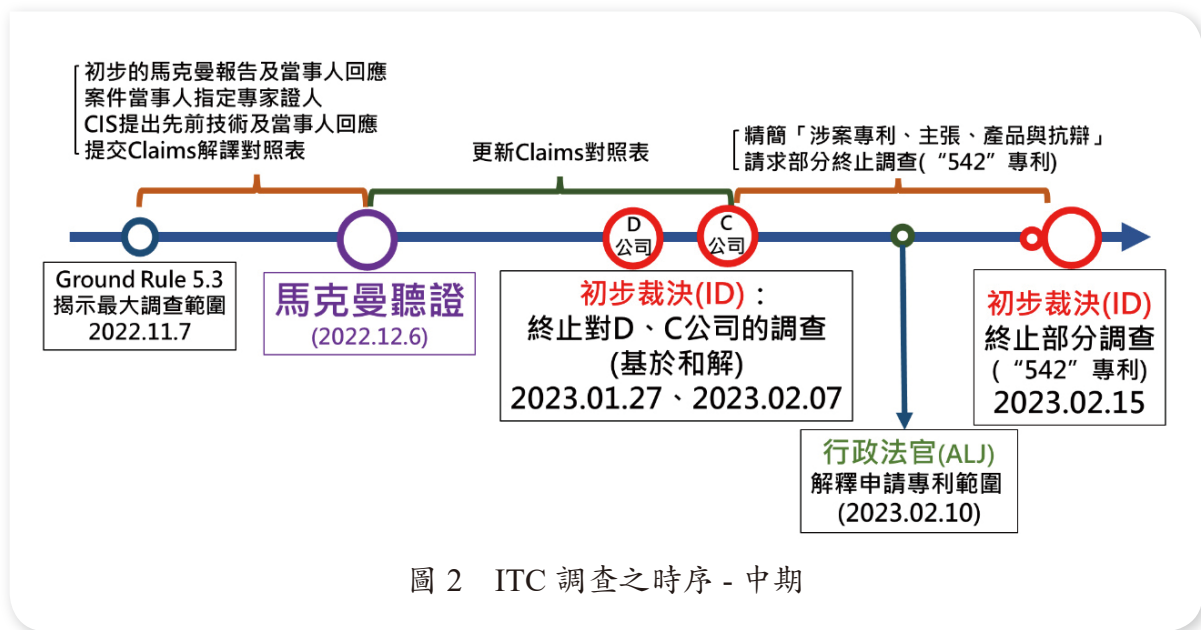 初步的馬克曼報告及當事人回應
案件當事人指定專家證人
CIS提出先前技術及當事人回應
提交Claims解譯對照表
更新Claims對照表
精簡「涉案專利、主張、產品與抗辯」
請求部分終止調查(“542”專利)
D
公司
C
公司
Ground Rule 5.3
揭示最大調查範圍
2022.11.7
馬克曼聽證
(2022.12.6)
初步裁決(ID)：
終止對D、C公司的調查
(基於和解)
2023.01.27、2023.02.07
行政法官(ALJ)
解釋申請專利範圍
(2023.02.10)
初步裁決(ID)
終止部分調查
(“542”專利)
2023.02.15
圖 2　ITC 調查之時序 - 中期